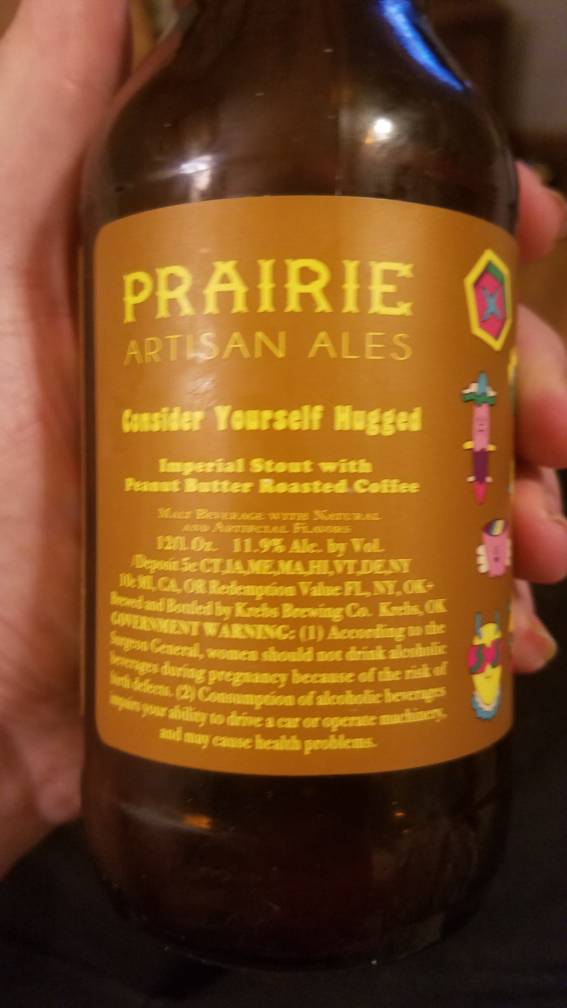 PRAIRIE
ARTISAN ALES
Consider Yourself Hugged
Imperial Stout with
Peanut Butter Roasted Coffee
Malt Beverage with Natural
and Artificial Flavors
12fl. Oz. 11.9% Alc. by Vol.
/Deposit 5¢ CT,IA,ME,MA,HI,VT,DE,NY
10¢ MI, CA, OR Redemption Value FL, NY, OK+
Brewed and Bottled by Krebs Brewing Co. Krebs, OK
GOVERNMENT WARNING: (1) According to the
Surgeon General, women should not drink alcoholic
beverages during pregnancy because of the risk of
birth defects. (2) Consumption of alcoholic beverages
impairs your ability to drive a car or operate machinery,
and may cause health problems.